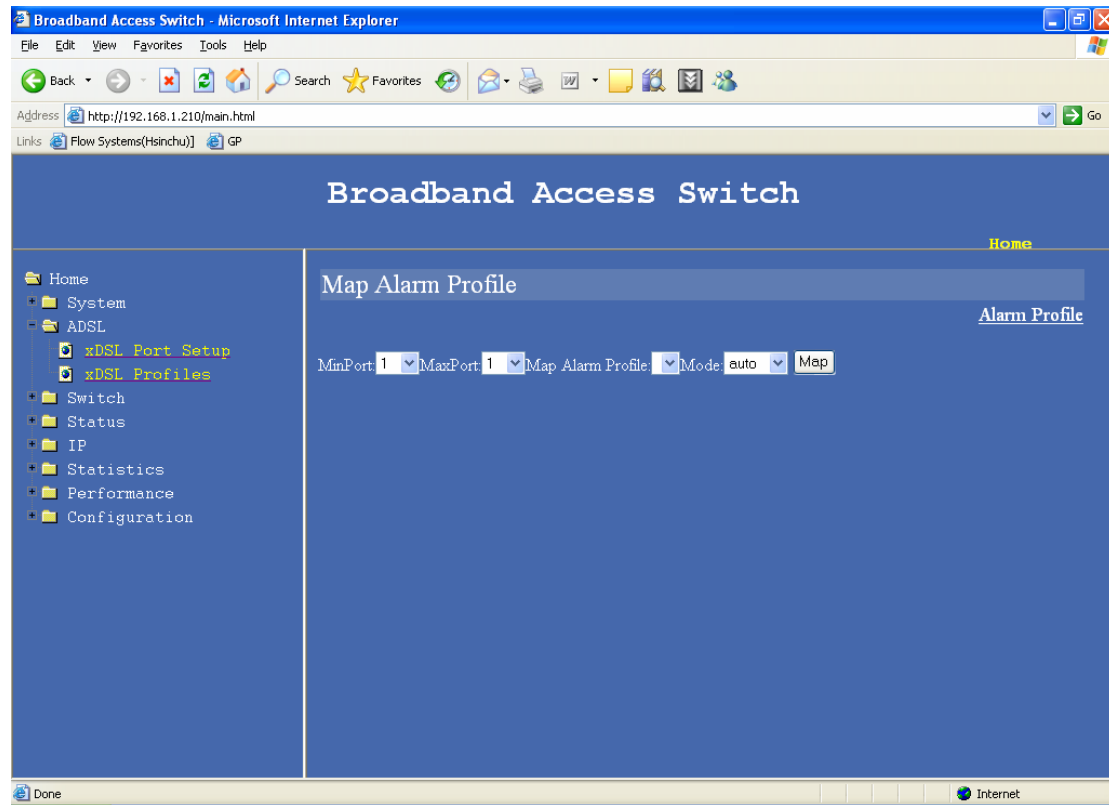 Broadband Access Switch - Microsoft Internet Explorer
File Edit View Favorites Tools Help
Back Search Favorites
Address http://192.168.1.210/main.html Go
Links Flow Systems(Hsinchu)] GP
Broadband Access Switch
Home
Home
System
ADSL
xDSL Port Setup
xDSL Profiles
Switch
Status
IP
Statistics
Performance
Configuration
Map Alarm Profile
Alarm Profile
MinPort: 1 MaxPort: 1 Map Alarm Profile: Mode: auto Map
Done Internet